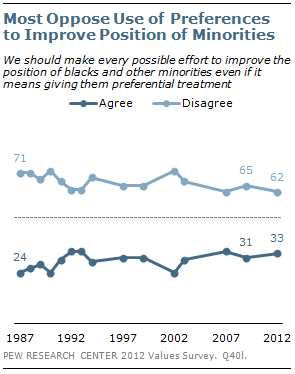 Most Oppose Use of Preferences
to Improve Position of Minorities
We should make every possible effort to improve the
position of blacks and other minorities even if it
means giving them preferential treatment
Agree Disagree
71 65 62
24 31 33
1987 1992 1997 2002 2007 2012
PEW RESEARCH CENTER 2012 Values Survey. Q40l.